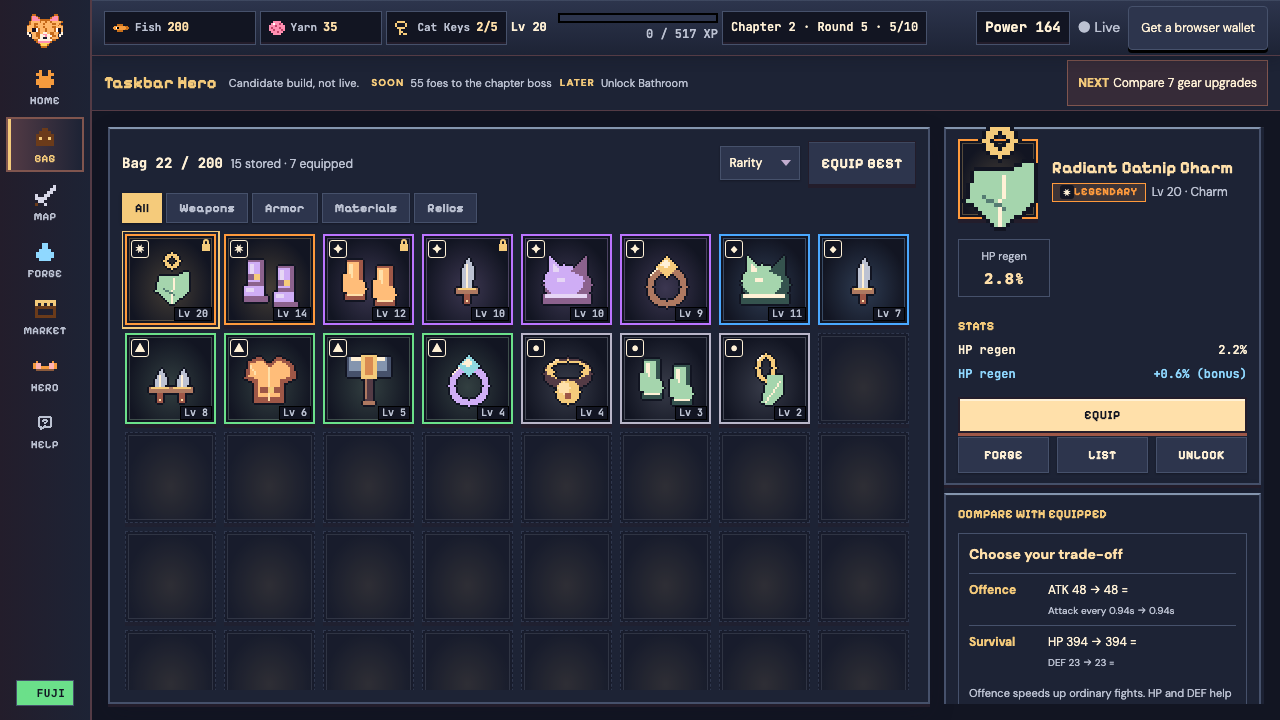 Fish 200
Yarn 35
Cat Keys 2/5
Lv 20
0 / 517 XP
Chapter 2 · Round 5 · 5/10
Power 164
Live
Get a browser wallet
Taskbar Hero
Candidate build, not live.
SOON 55 foes to the chapter boss
LATER Unlock Bathroom
NEXT Compare 7 gear upgrades
HOME
BAG
MAP
FORGE
MARKET
HERO
HELP
FUJI
Bag 22 / 200 15 stored · 7 equipped
Rarity
EQUIP BEST
All
Weapons
Armor
Materials
Relics
Lv 20
Lv 14
Lv 12
Lv 10
Lv 10
Lv 9
Lv 11
Lv 7
Lv 8
Lv 6
Lv 5
Lv 4
Lv 4
Lv 3
Lv 2
Radiant Catnip Charm
LEGENDARY Lv 20 · Charm
HP regen
2.8%
STATS
HP regen 2.2%
HP regen +0.6% (bonus)
EQUIP
FORGE
LIST
UNLOCK
COMPARE WITH EQUIPPED
Choose your trade-off
Offence ATK 48 → 48 =
Attack every 0.94s → 0.94s
Survival HP 394 → 394 =
DEF 23 → 23 =
Offence speeds up ordinary fights. HP and DEF help